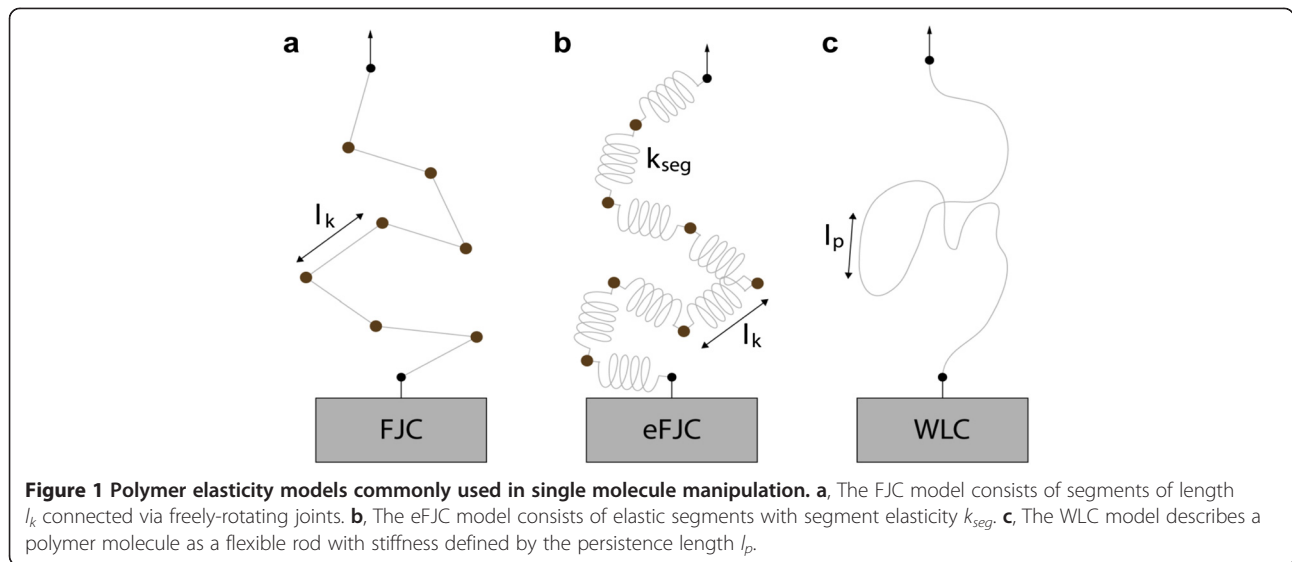 a
b
c
k_seg
l_k
l_p
l_k
FJC
eFJC
WLC
Figure 1 Polymer elasticity models commonly used in single molecule manipulation. a, The FJC model consists of segments of length
l_k connected via freely-rotating joints. b, The eFJC model consists of elastic segments with segment elasticity k_seg. c, The WLC model describes a
polymer molecule as a flexible rod with stiffness defined by the persistence length l_p.